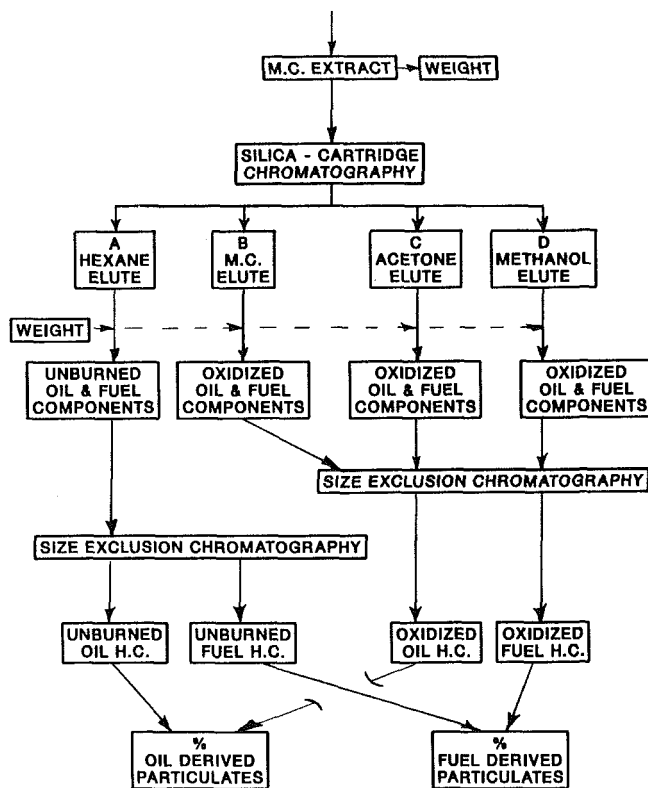 M.C. EXTRACT
WEIGHT
SILICA - CARTRIDGE
CHROMATOGRAPHY
A
HEXANE
ELUTE
B
M.C.
ELUTE
C
ACETONE
ELUTE
D
METHANOL
ELUTE
WEIGHT
UNBURNED
OIL & FUEL
COMPONENTS
OXIDIZED
OIL & FUEL
COMPONENTS
OXIDIZED
OIL & FUEL
COMPONENTS
OXIDIZED
OIL & FUEL
COMPONENTS
SIZE EXCLUSION CHROMATOGRAPHY
SIZE EXCLUSION CHROMATOGRAPHY
UNBURNED
OIL H.C.
UNBURNED
FUEL H.C.
OXIDIZED
OIL H.C.
OXIDIZED
FUEL H.C.
%
OIL DERIVED
PARTICULATES
%
FUEL DERIVED
PARTICULATES